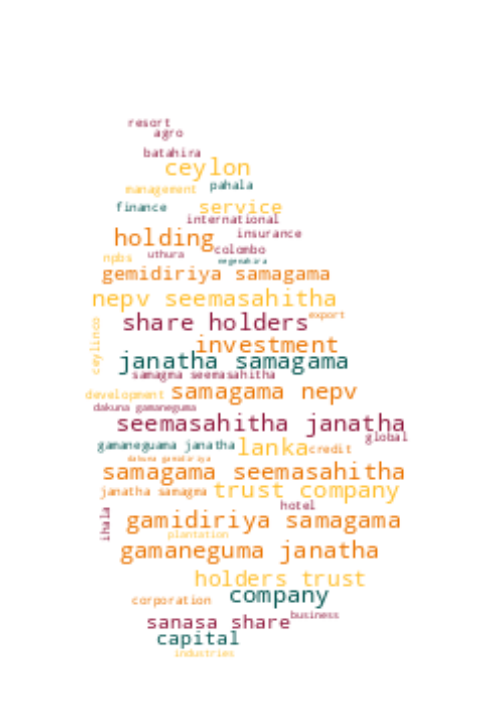 resort
agro
batahira
ceylon
management pahala
finance service
international
holding insurance
colombo
npbs uthura negenahira
gemidiriya samagama
nepv seemasahitha
share holders export
ceylinco investment
janatha samagama
samagma seemasahitha
development samagama nepv
dakuna gamaneguma
seemasahitha janatha
gamaneguama janatha lanka global
credit
dakuna gamidiriya
samagama seemasahitha
janatha samagma trust company
ihala hotel
gamidiriya samagama
plantation
gamaneguma janatha
holders trust
corporation company
sanasa share business
capital
industries